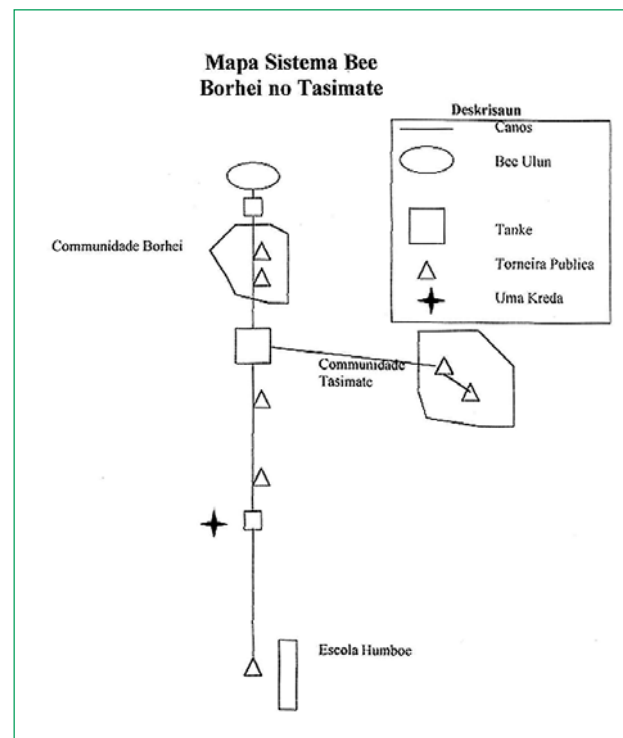 Mapa Sistema Bee
Borhei no Tasimate
Deskrisaun
Canos
Bee Ulun
Tanke
Torneira Publica
Uma Kreda
Communidade Borhei
Communidade
Tasimate
Escola Humboe